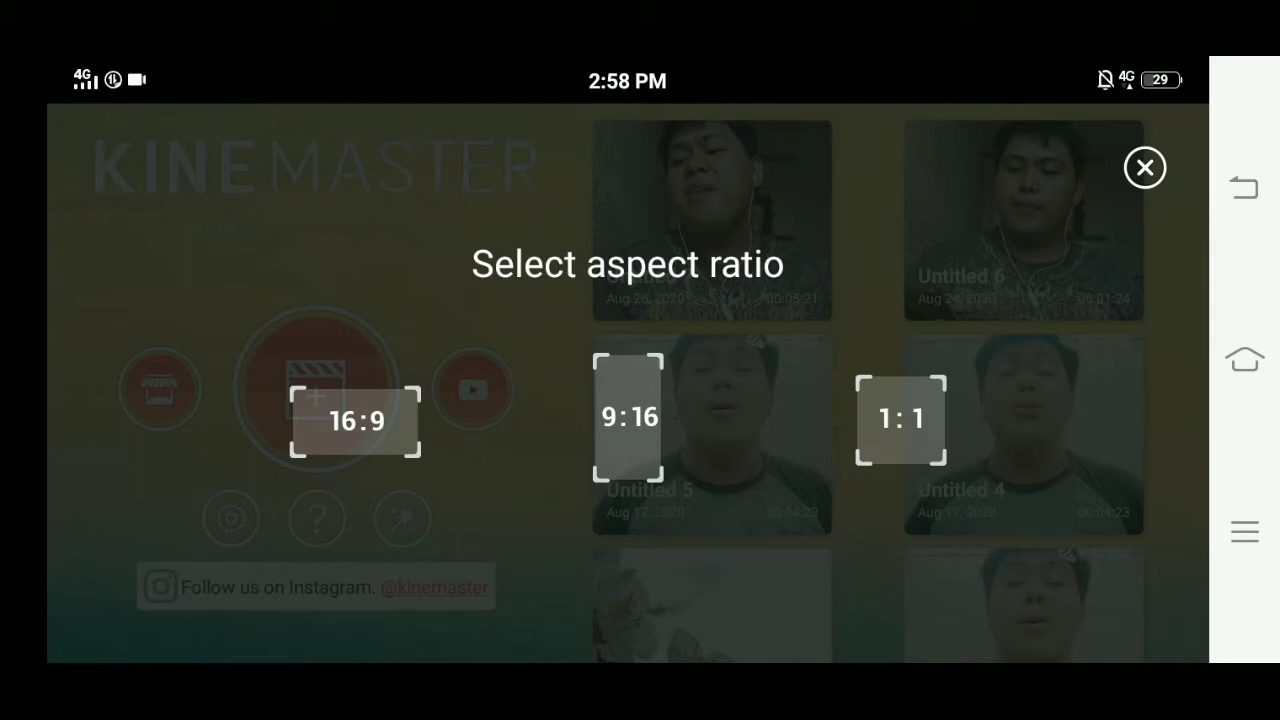 4G
2:58 PM
4G
29
KINEMASTER
Select aspect ratio
Untitled 6
Aug 26, 2020 00:05:21
Aug 24, 2020 00:01:24
16:9
9:16
1:1
Untitled 5
Aug 17, 2020 00:04:23
Untitled 4
Aug 17, 2020 00:04:23
?
Follow us on Instagram. @kinemaster